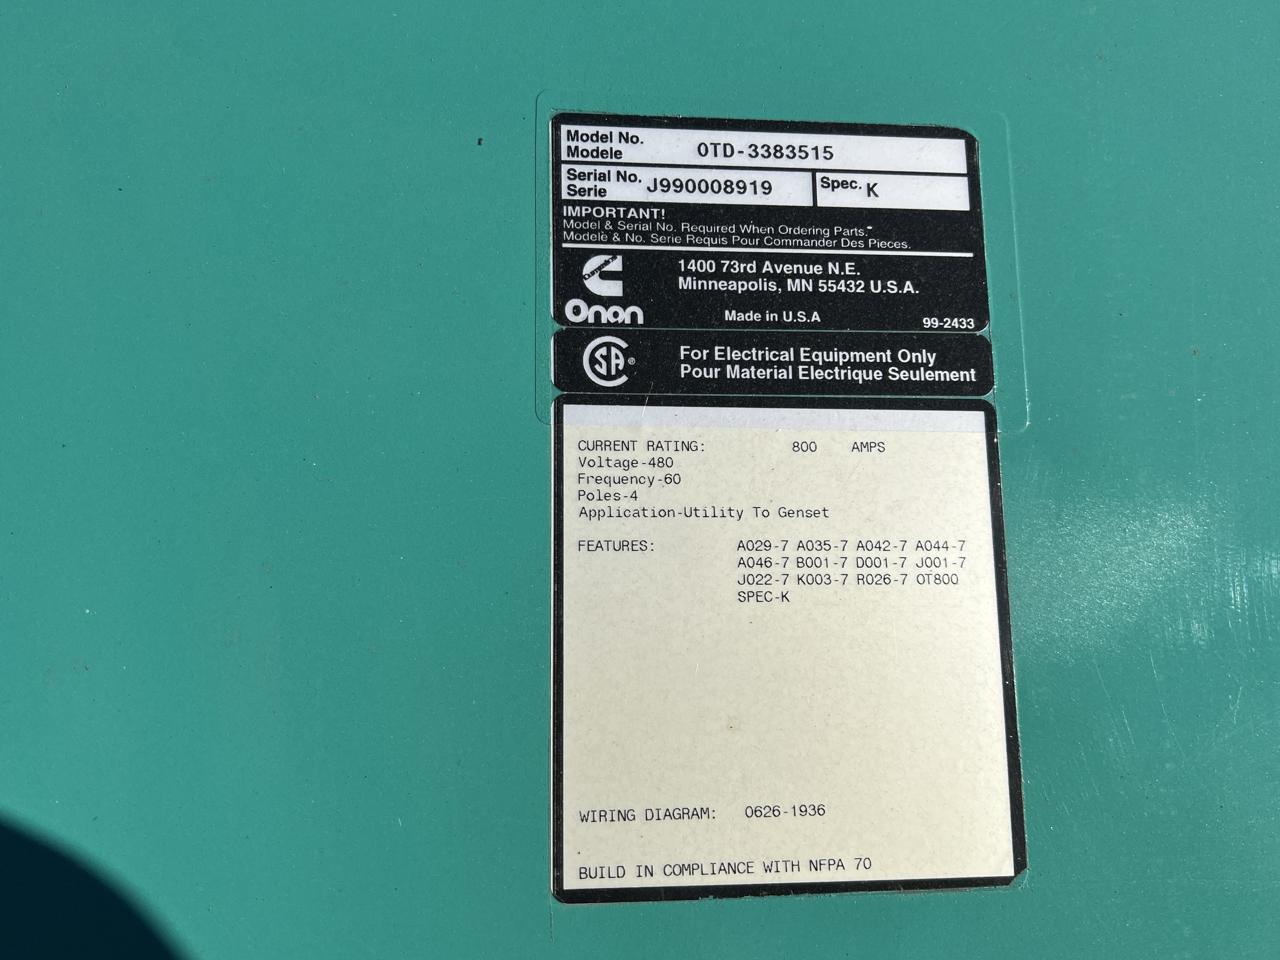 Model No.
Modele
OTD-3383515
Serial No.
Serie
J990008919
Spec. K
IMPORTANT!
Model & Serial No. Required When Ordering Parts.
Modele & No. Serie Requis Pour Commander Des Pieces.
Cummins
Onan
1400 73rd Avenue N.E.
Minneapolis, MN 55432 U.S.A.
Made in U.S.A
99-2433
CSA®
For Electrical Equipment Only
Pour Material Electrique Seulement
CURRENT RATING: 800 AMPS
Voltage-480
Frequency-60
Poles-4
Application-Utility To Genset
FEATURES: A029-7 A035-7 A042-7 A044-7
A046-7 B001-7 D001-7 J001-7
J022-7 K003-7 R026-7 OT800
SPEC-K
WIRING DIAGRAM: 0626-1936
BUILD IN COMPLIANCE WITH NFPA 70